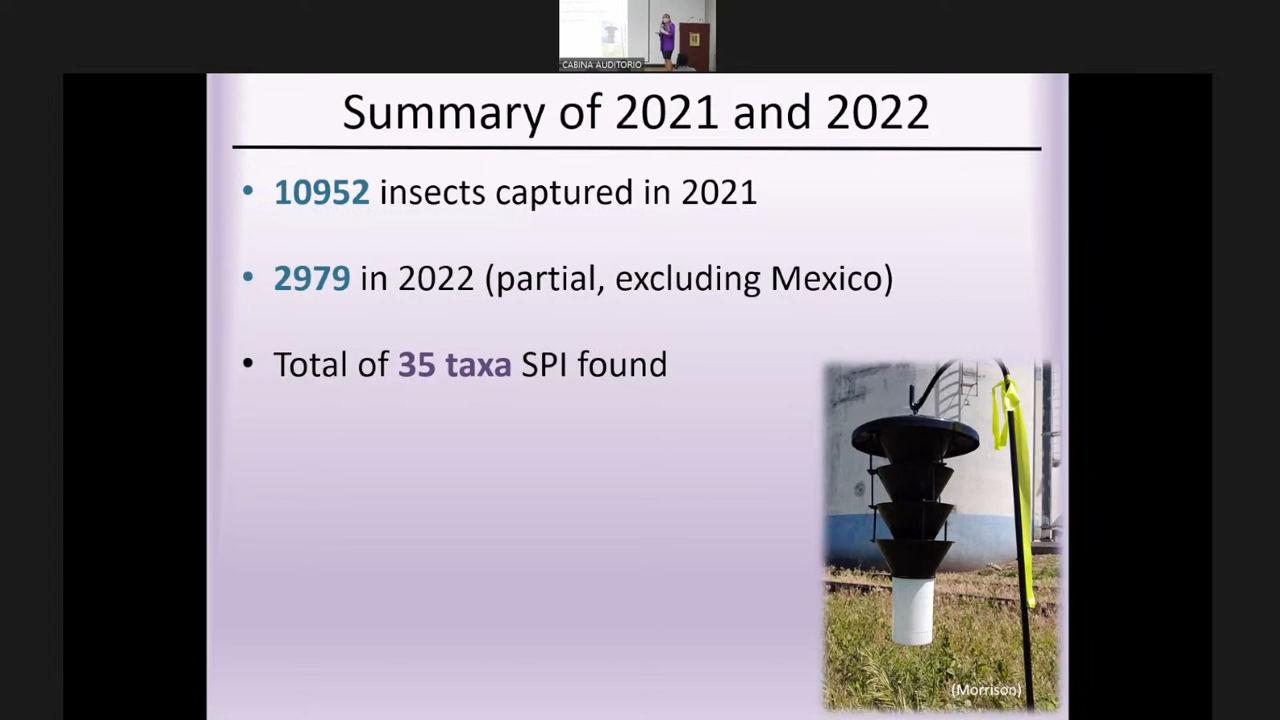 CABINA AUDITORIO
Summary of 2021 and 2022
• 10952 insects captured in 2021
• 2979 in 2022 (partial, excluding Mexico)
• Total of 35 taxa SPI found
(Morrison)